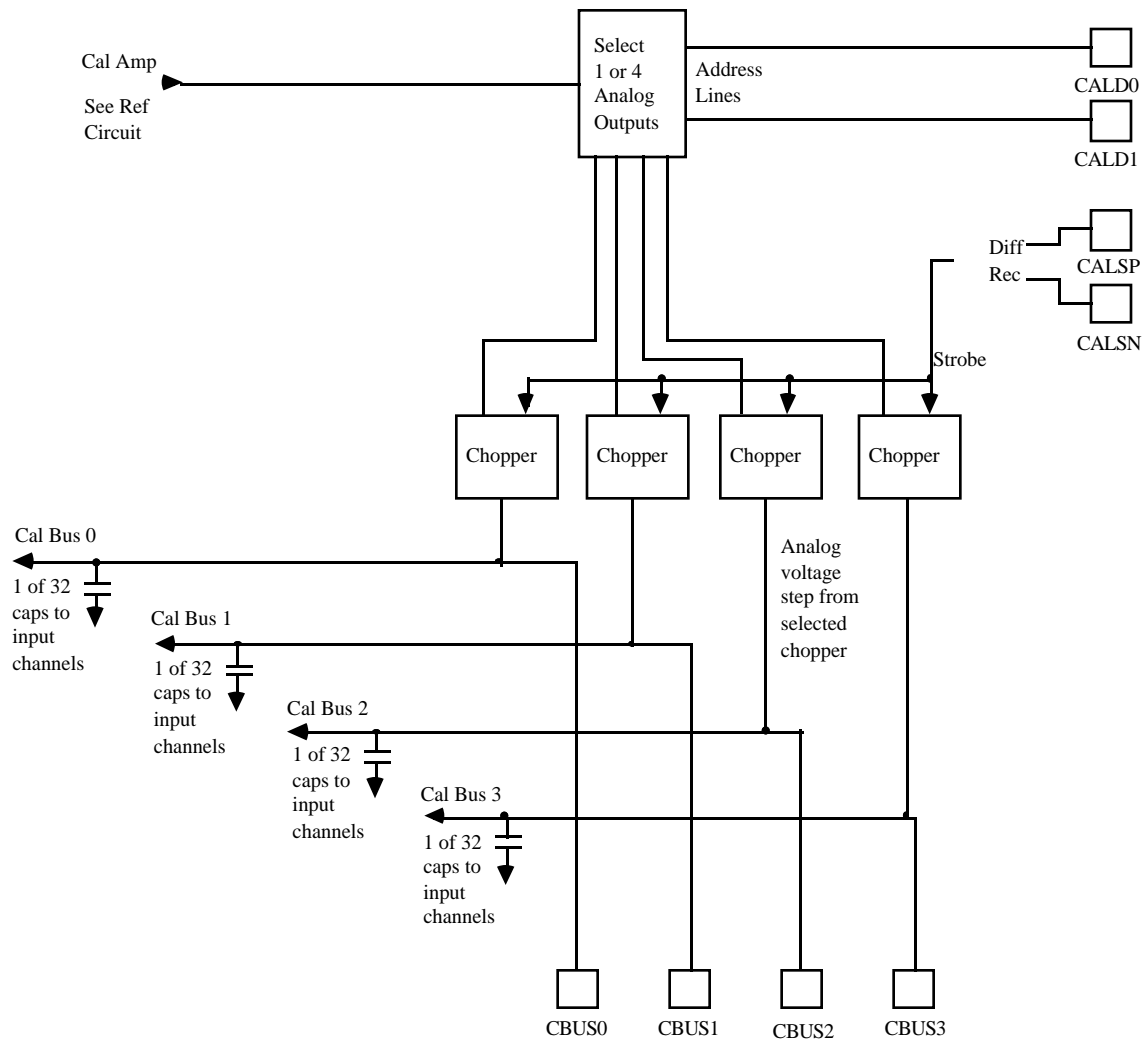 Cal Amp
See Ref
Circuit
Select
1 or 4
Analog
Outputs
Address
Lines
CALD0
CALD1
Diff
Rec
CALSP
CALSN
Strobe
Chopper
Chopper
Chopper
Chopper
Cal Bus 0
1 of 32
caps to
input
channels
Cal Bus 1
1 of 32
caps to
input
channels
Analog
voltage
step from
selected
chopper
Cal Bus 2
1 of 32
caps to
input
channels
Cal Bus 3
1 of 32
caps to
input
channels
CBUS0
CBUS1
CBUS2
CBUS3